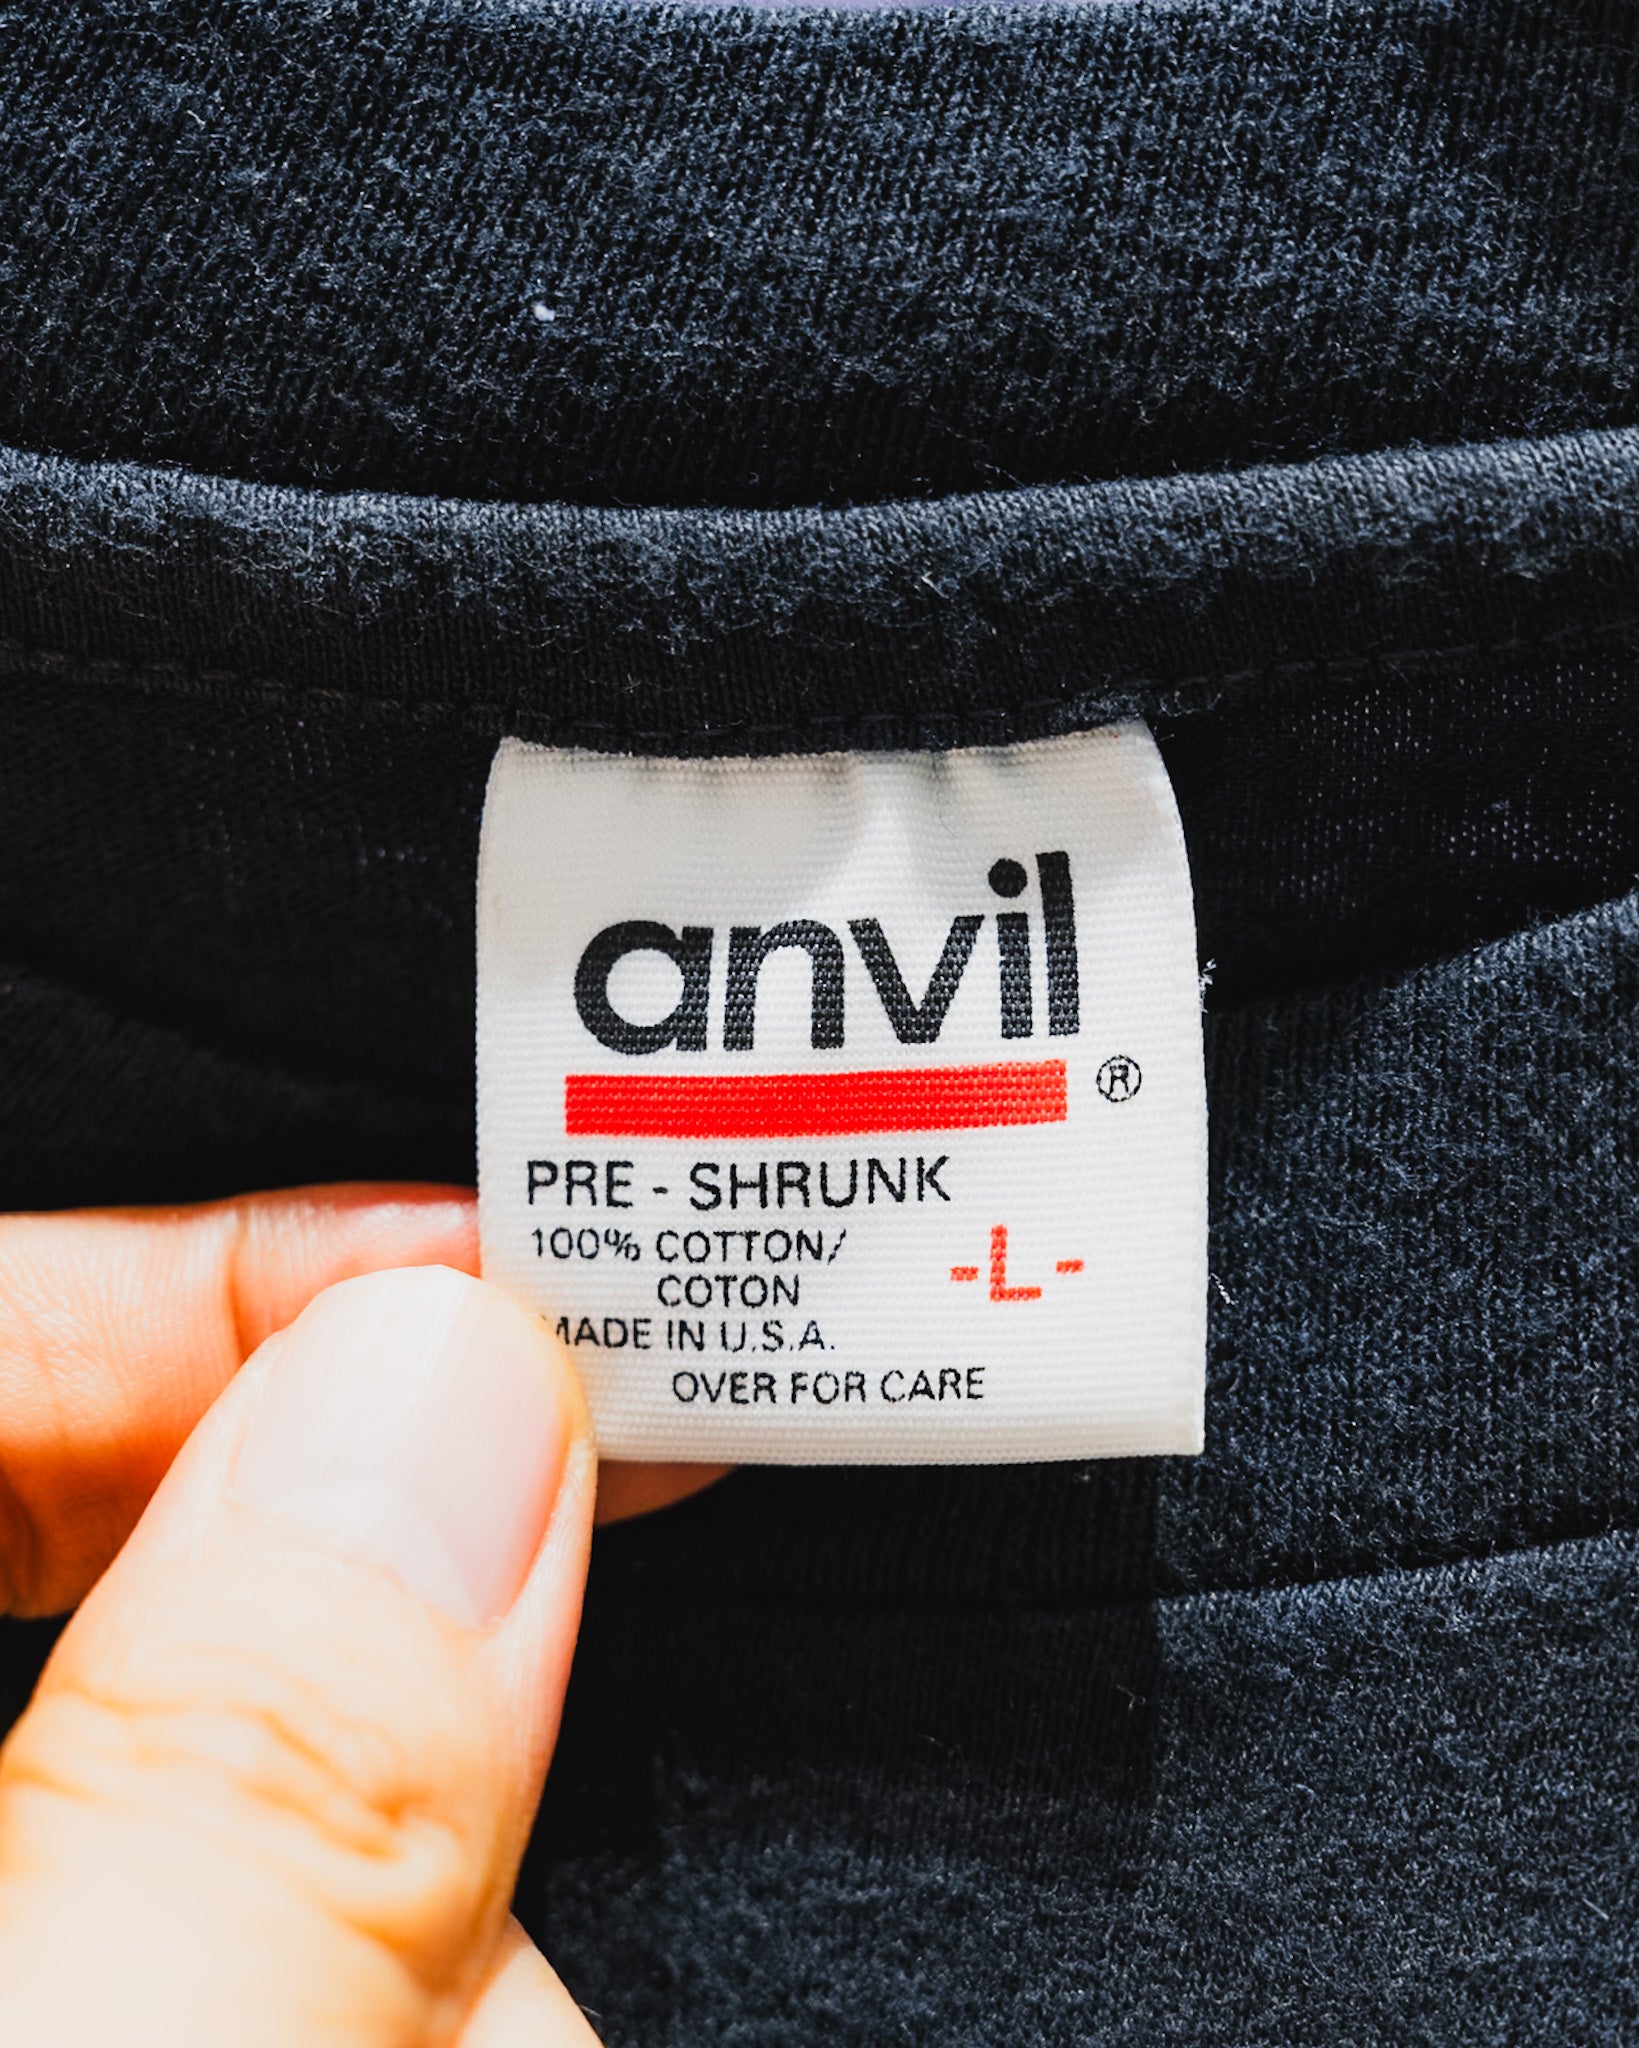 anvil
®
PRE - SHRUNK
100% COTTON/
COTON
-L-
MADE IN U.S.A.
OVER FOR CARE